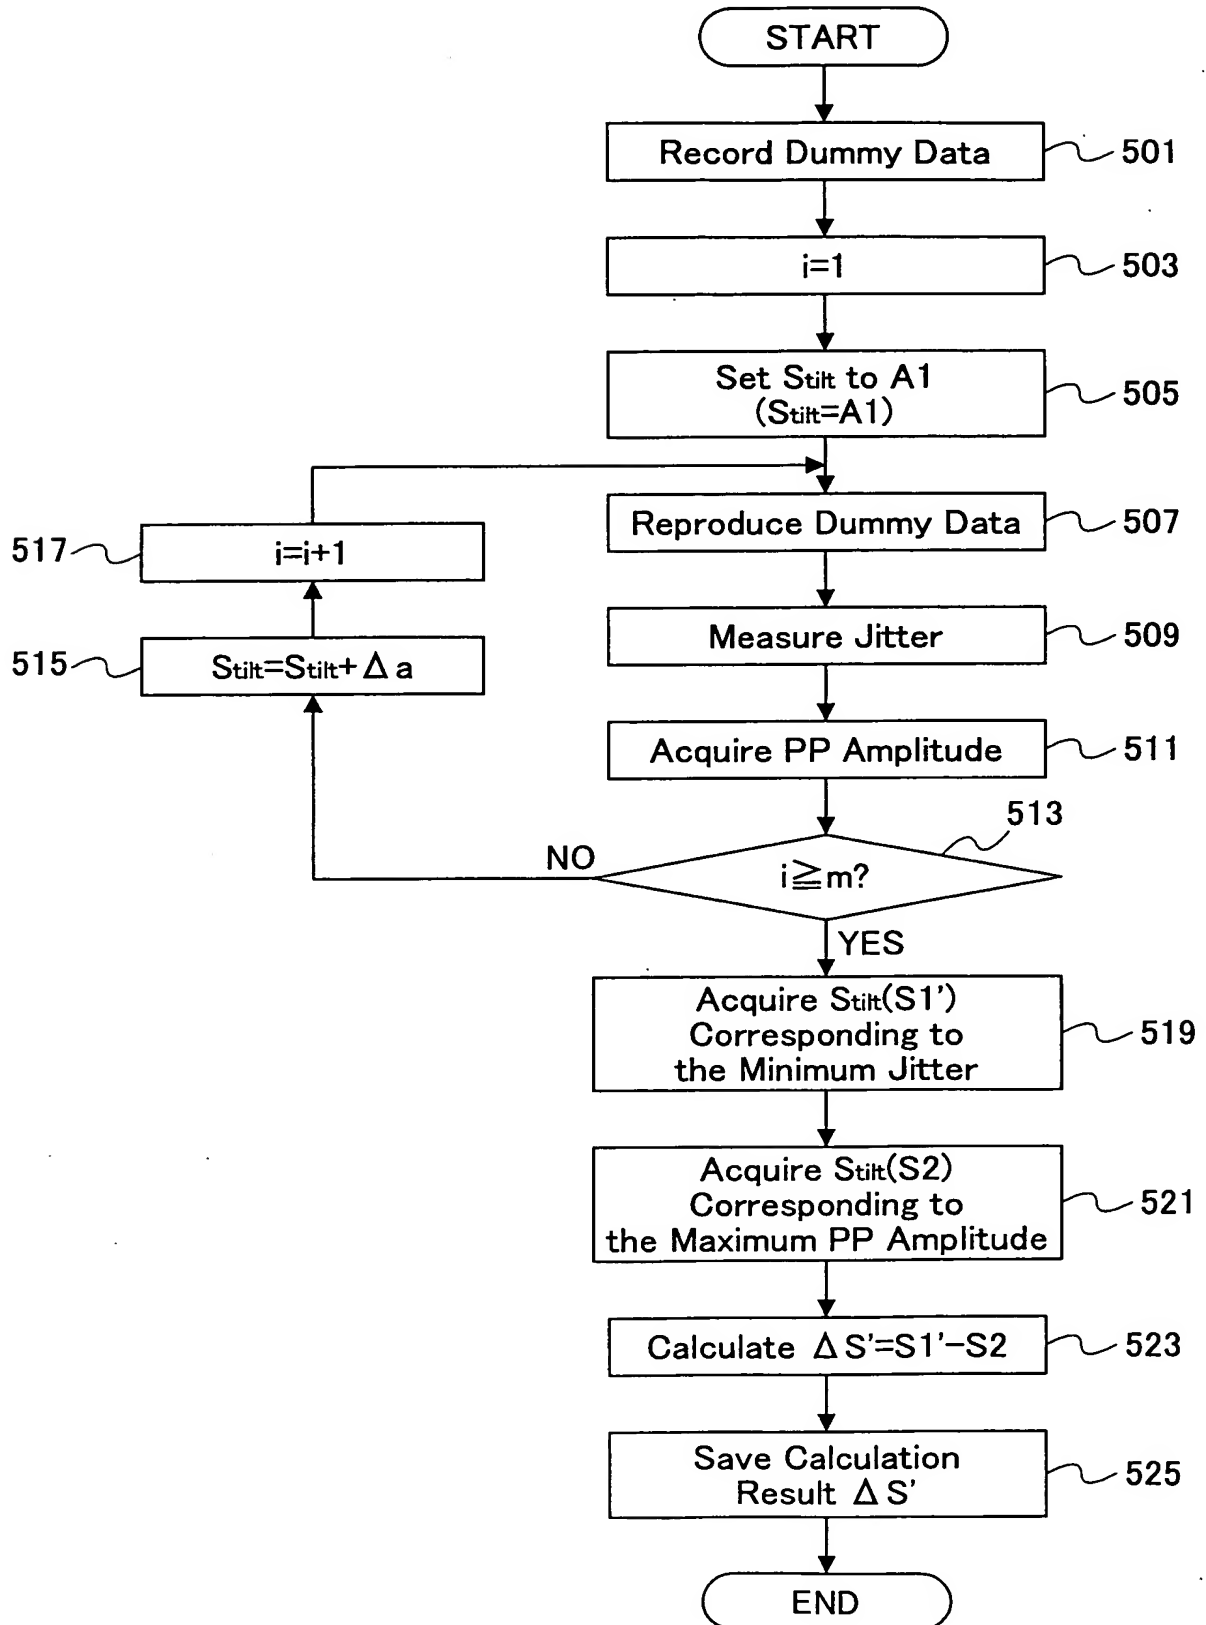 START
Record Dummy Data
501
i=1
503
Set Stilt to A1
(Stilt=A1)
505
Reproduce Dummy Data
507
517
i=i+1
Measure Jitter
509
515
Stilt=Stilt+Δa
Acquire PP Amplitude
511
513
NO
i≧m?
YES
Acquire Stilt(S1')
Corresponding to
the Minimum Jitter
519
Acquire Stilt(S2)
Corresponding to
the Maximum PP Amplitude
521
Calculate ΔS'=S1'-S2
523
Save Calculation
Result ΔS'
525
END